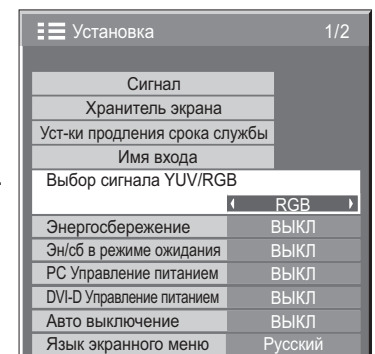 Установка 1/2
Сигнал
Хранитель экрана
Уст-ки продления срока службы
Имя входа
Выбор сигнала YUV/RGB
RGB
Энергосбережение ВЫКЛ
Эн/сб в режиме ожидания ВЫКЛ
PC Управление питанием ВЫКЛ
DVI-D Управление питанием ВЫКЛ
Авто выключение ВЫКЛ
Язык экранного меню Русский